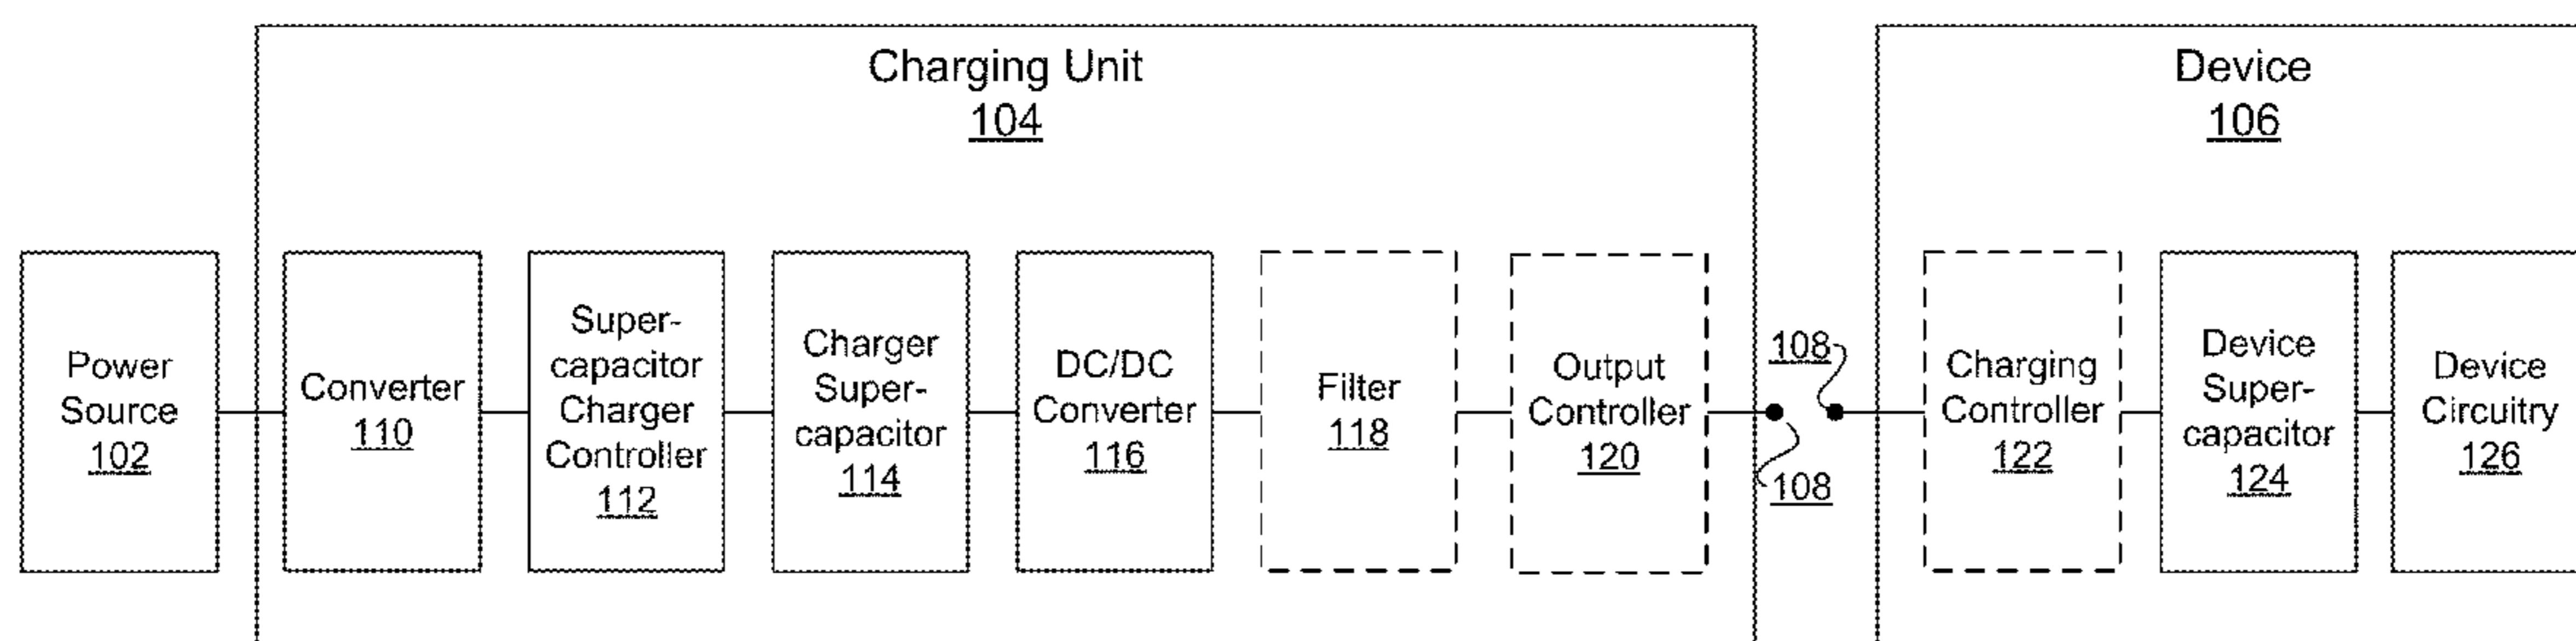 Charging Unit
104
Device
106
Power
Source
102
Converter
110
Super-
capacitor
Charger
Controller
112
Charger
Super-
capacitor
114
DC/DC
Converter
116
Filter
118
Output
Controller
120
108
108
Charging
Controller
122
Device
Super-
capacitor
124
Device
Circuitry
126